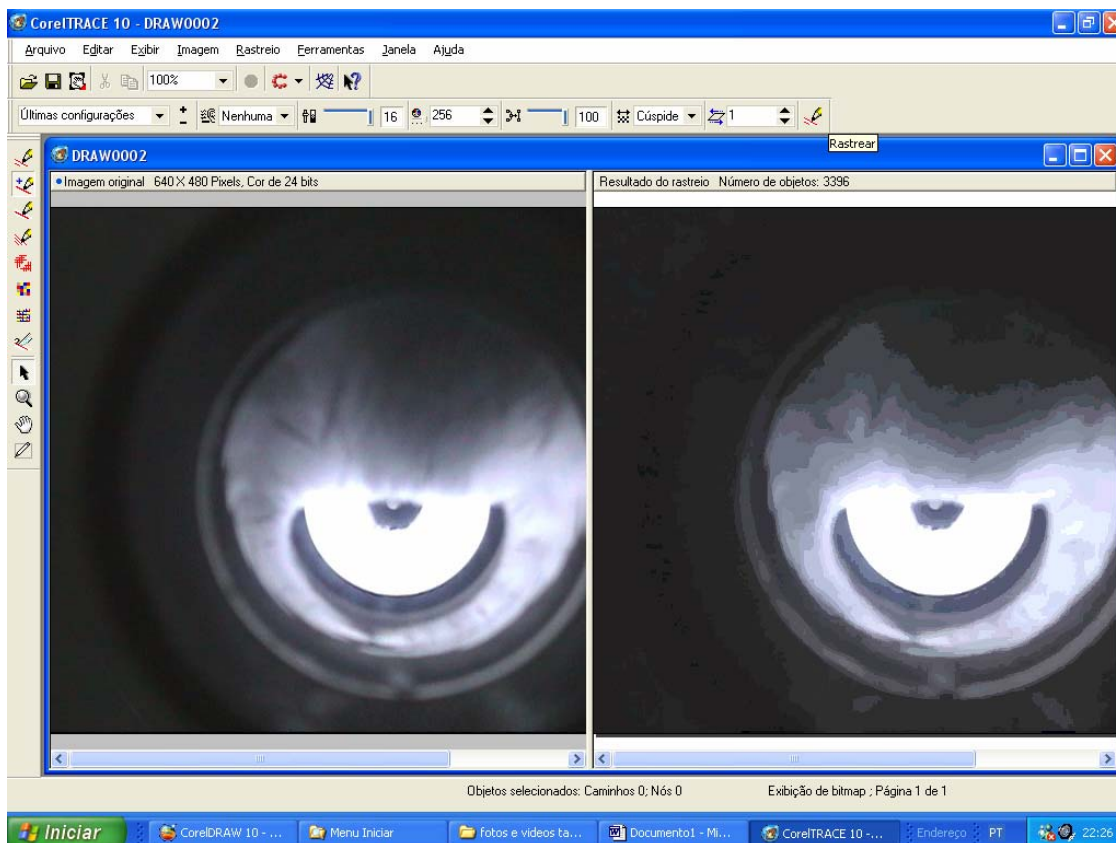 CorelTRACE 10 - DRAW0002
Arquivo Editar Exibir Imagem Rastreio Ferramentas Janela Ajuda
100%
Últimas configurações Nenhuma 16 256 100 Cúspide 1
Rastrear
DRAW0002
Imagem original 640 X 480 Pixels, Cor de 24 bits Resultado do rastreio Número de objetos: 3396
Objetos selecionados: Caminhos 0; Nós 0 Exibição de bitmap ; Página 1 de 1
Iniciar CorelDRAW 10 - ... Menu Iniciar fotos e videos ta... Documento1 - Mi... CorelTRACE 10 -... Endereço PT 22:26